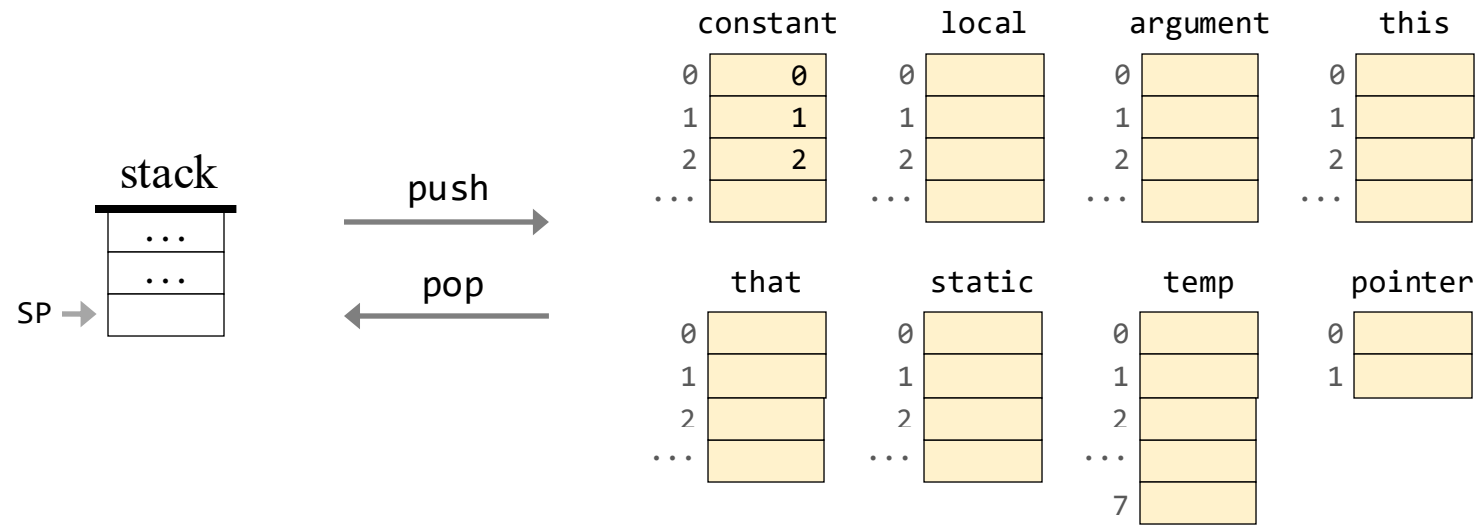 constant local argument this
0 0 0 0 0
1 1 1 1 1
2 2 2 2 2
... ... ... ...
stack
...
...
SP
push
pop
that static temp pointer
0 0 0 0
1 1 1 1
2 2 2
... ... ...
7